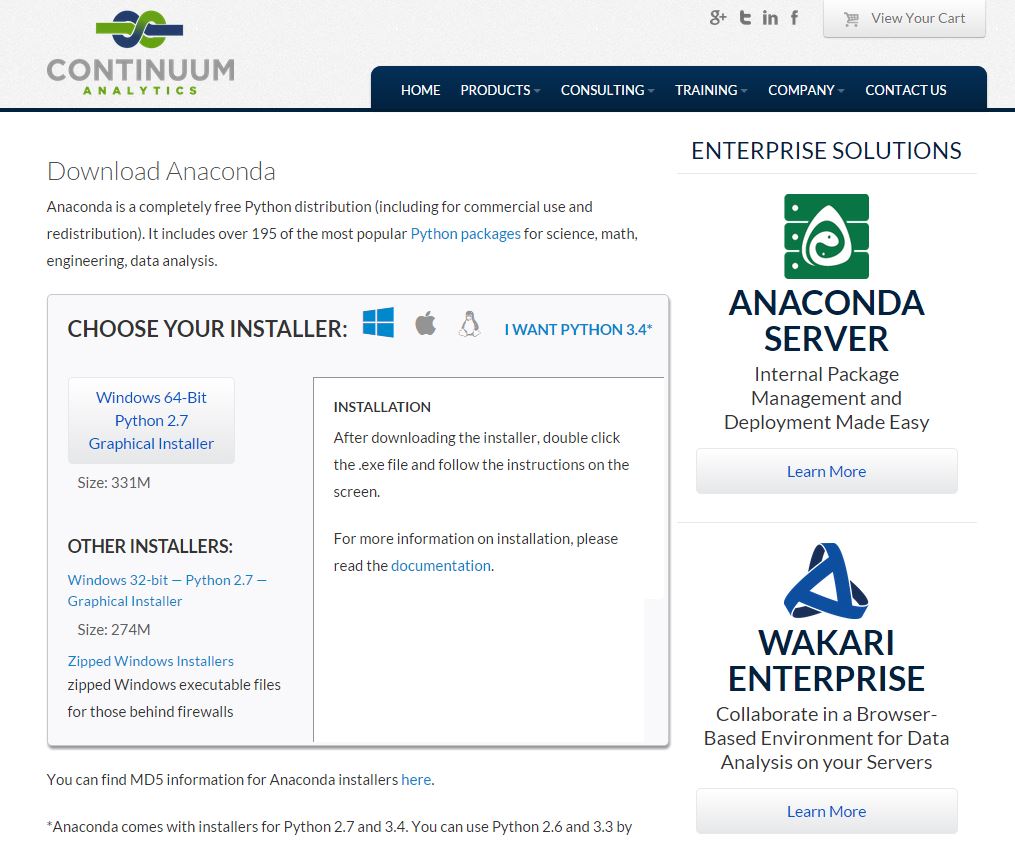 CONTINUUM
ANALYTICS
View Your Cart
HOME PRODUCTS CONSULTING TRAINING COMPANY CONTACT US
Download Anaconda
Anaconda is a completely free Python distribution (including for commercial use and
redistribution). It includes over 195 of the most popular Python packages for science, math,
engineering, data analysis.
CHOOSE YOUR INSTALLER:
I WANT PYTHON 3.4*
Windows 64-Bit
Python 2.7
Graphical Installer
Size: 331M
OTHER INSTALLERS:
Windows 32-bit — Python 2.7 —
Graphical Installer
Size: 274M
Zipped Windows Installers
zipped Windows executable files
for those behind firewalls
INSTALLATION
After downloading the installer, double click
the .exe file and follow the instructions on the
screen.
For more information on installation, please
read the documentation.
You can find MD5 information for Anaconda installers here.
*Anaconda comes with installers for Python 2.7 and 3.4. You can use Python 2.6 and 3.3 by
ENTERPRISE SOLUTIONS
ANACONDA
SERVER
Internal Package
Management and
Deployment Made Easy
Learn More
WAKARI
ENTERPRISE
Collaborate in a Browser-
Based Environment for Data
Analysis on your Servers
Learn More